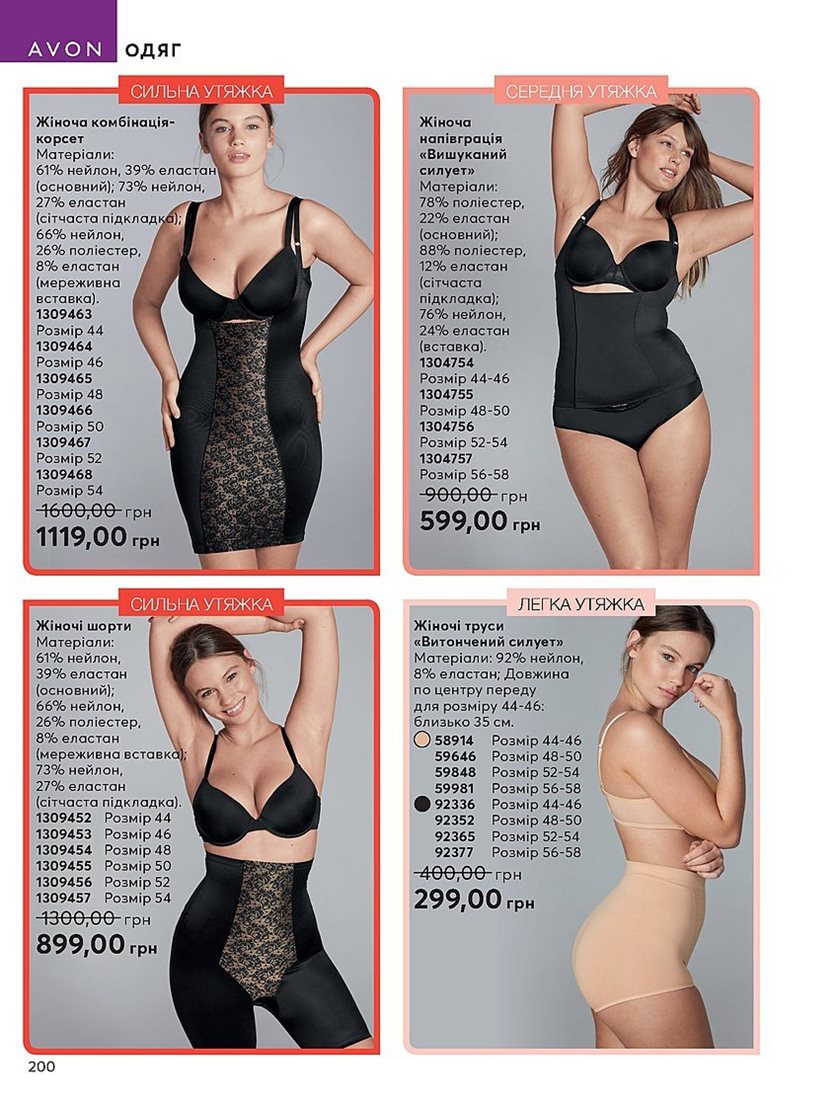 AVON ОДЯГ
СИЛЬНА УТЯЖКА
Жіноча комбінація-
корсет
Матеріали:
61% нейлон, 39% еластан
(основний); 73% нейлон,
27% еластан
(сітчаста підкладка);
66% нейлон,
26% поліестер,
8% еластан
(мереживна
вставка).
1309463
Розмір 44
1309464
Розмір 46
1309465
Розмір 48
1309466
Розмір 50
1309467
Розмір 52
1309468
Розмір 54
1600,00 грн
1119,00 грн
СЕРЕДНЯ УТЯЖКА
Жіноча
напівграція
«Вишуканий
силует»
Матеріали:
78% поліестер,
22% еластан
(основний);
88% поліестер,
12% еластан
(сітчаста
підкладка);
76% нейлон,
24% еластан
(вставка).
1304754
Розмір 44-46
1304755
Розмір 48-50
1304756
Розмір 52-54
1304757
Розмір 56-58
900,00 грн
599,00 грн
СИЛЬНА УТЯЖКА
Жіночі шорти
Матеріали:
61% нейлон,
39% еластан
(основний);
66% нейлон,
26% поліестер,
8% еластан
(мереживна вставка);
73% нейлон,
27% еластан
(сітчаста підкладка).
1309452 Розмір 44
1309453 Розмір 46
1309454 Розмір 48
1309455 Розмір 50
1309456 Розмір 52
1309457 Розмір 54
1300,00 грн
899,00 грн
ЛЕГКА УТЯЖКА
Жіночі труси
«Витончений силует»
Матеріали: 92% нейлон,
8% еластан; Довжина
по центру переду
для розміру 44-46:
близько 35 см.
58914 Розмір 44-46
59646 Розмір 48-50
59848 Розмір 52-54
59981 Розмір 56-58
92336 Розмір 44-46
92352 Розмір 48-50
92365 Розмір 52-54
92377 Розмір 56-58
400,00 грн
299,00 грн
200